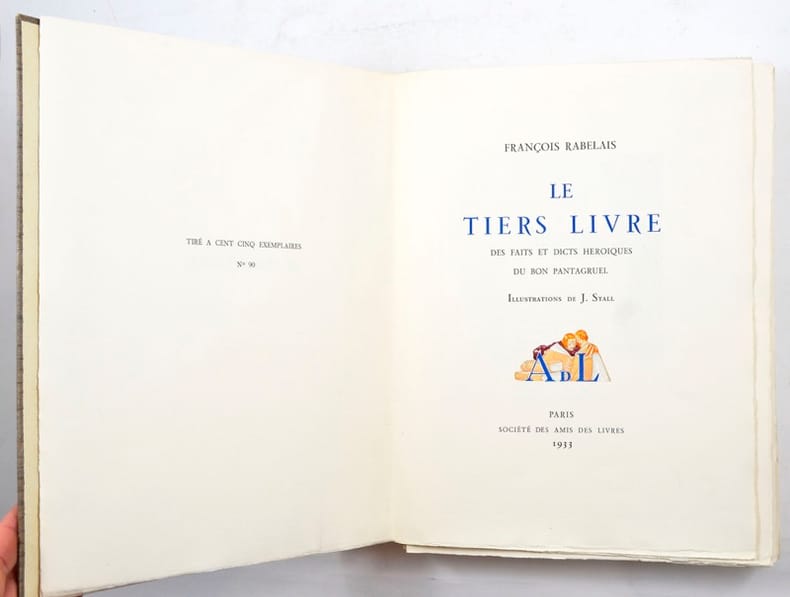 TIRÉ A CENT CINQ EXEMPLAIRES
Nº 90
FRANÇOIS RABELAIS
LE
TIERS LIVRE
DES FAITS ET DICTS HEROIQUES
DU BON PANTAGRUEL
ILLUSTRATIONS DE J. STALL
ADL
PARIS
SOCIÉTÉ DES AMIS DES LIVRES
1933